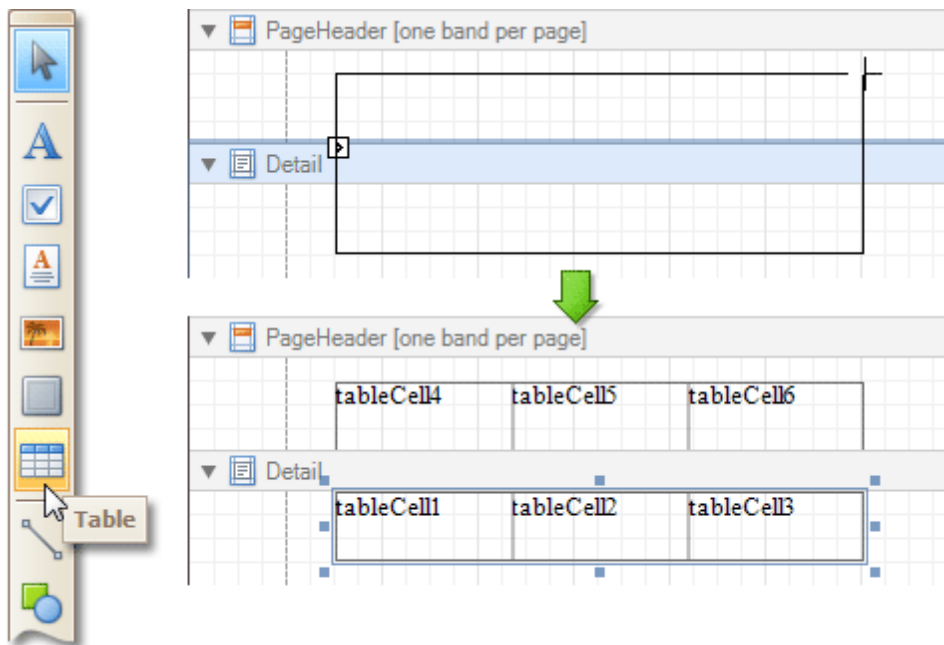 PageHeader [one band per page]
Detail
PageHeader [one band per page]
tableCell4 tableCell5 tableCell6
Detail
tableCell1 tableCell2 tableCell3
A
A
Table